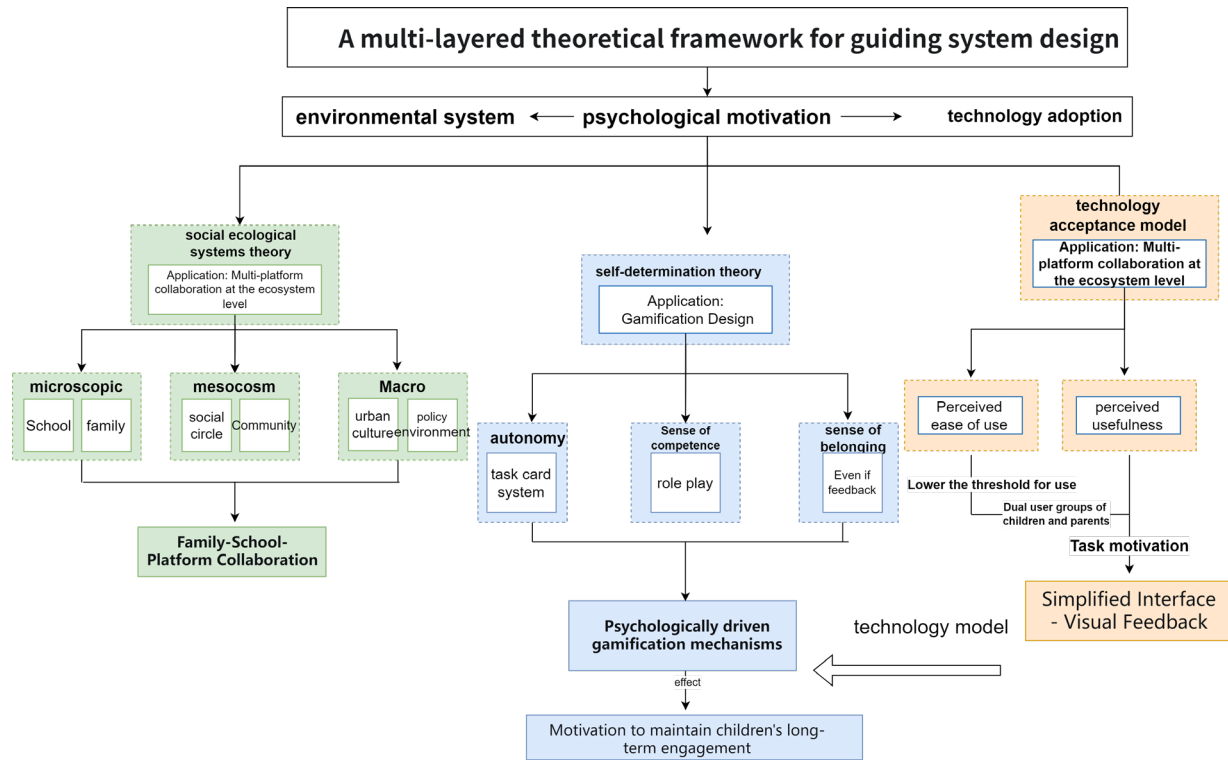 A multi-layered theoretical framework for guiding system design
environmental system
psychological motivation
technology adoption
social ecological
systems theory
Application: Multi-platform
collaboration at the ecosystem
level
microscopic
School
family
mesocosm
social
circle
Community
Macro
urban
culture
policy
environment
Family-School-
Platform Collaboration
self-determination theory
Application:
Gamification Design
autonomy
task card
system
Sense of
competence
role play
sense of
belonging
Even if
feedback
Psychologically driven
gamification mechanisms
effect
Motivation to maintain children's long-
term engagement
technology
acceptance model
Application: Multi-
platform collaboration at
the ecosystem level
Perceived
ease of use
perceived
usefulness
Lower the threshold for use
Dual user groups of
children and parents
Task motivation
Simplified Interface
- Visual Feedback
technology model